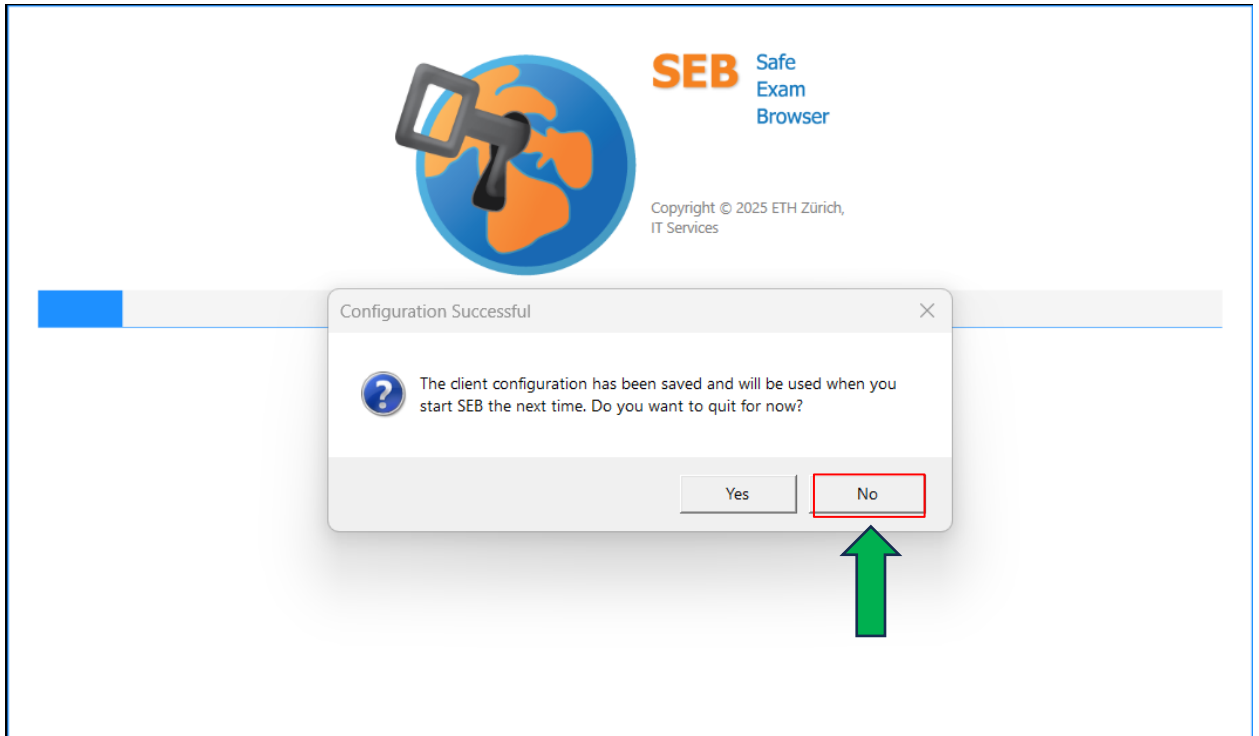 SEB
Safe
Exam
Browser
Copyright © 2025 ETH Zürich,
IT Services
Configuration Successful
The client configuration has been saved and will be used when you
start SEB the next time. Do you want to quit for now?
Yes
No